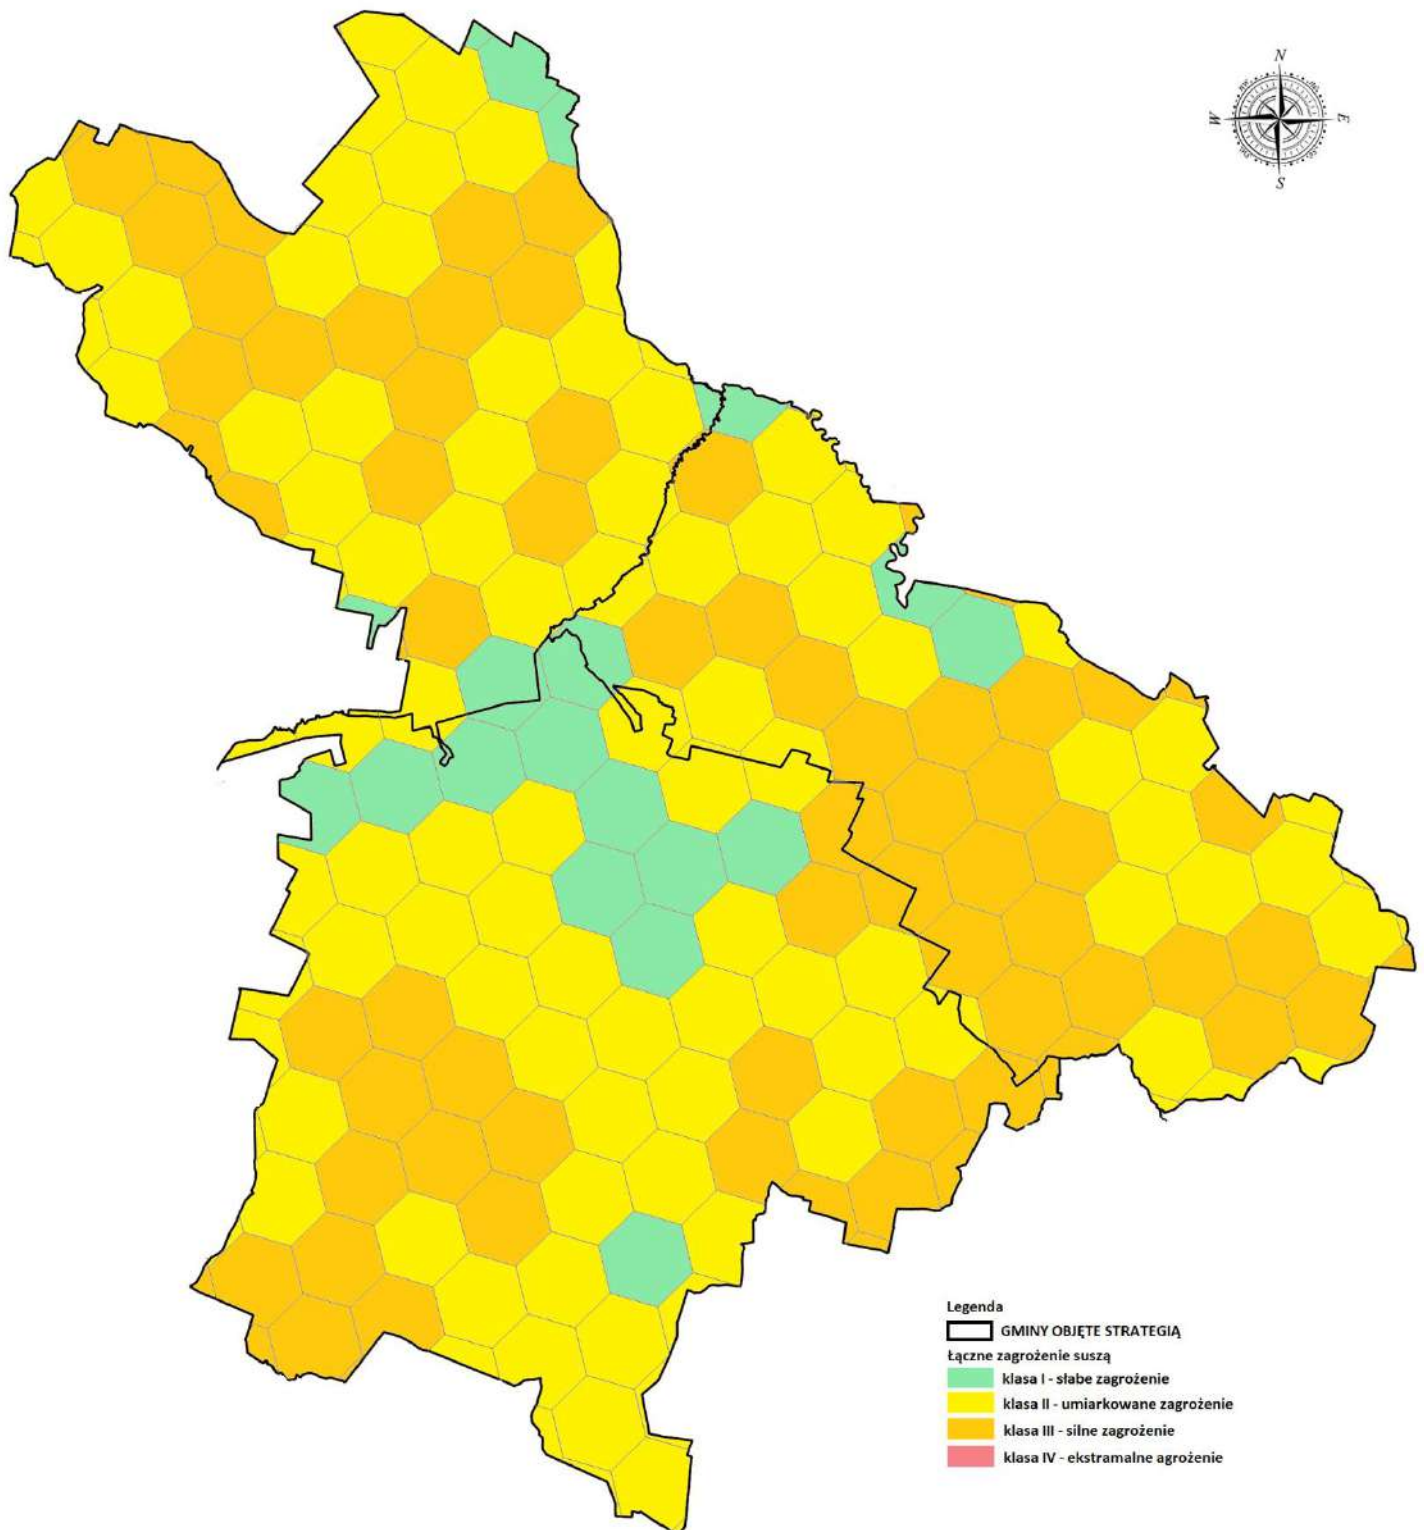 N
W
E
S
Legenda
GMINY OBJĘTE STRATEGIĄ
Łączne zagrożenie suszą
klasa I - słabe zagrożenie
klasa II - umiarkowane zagrożenie
klasa III - silne zagrożenie
klasa IV - ekstramalne agrożenie